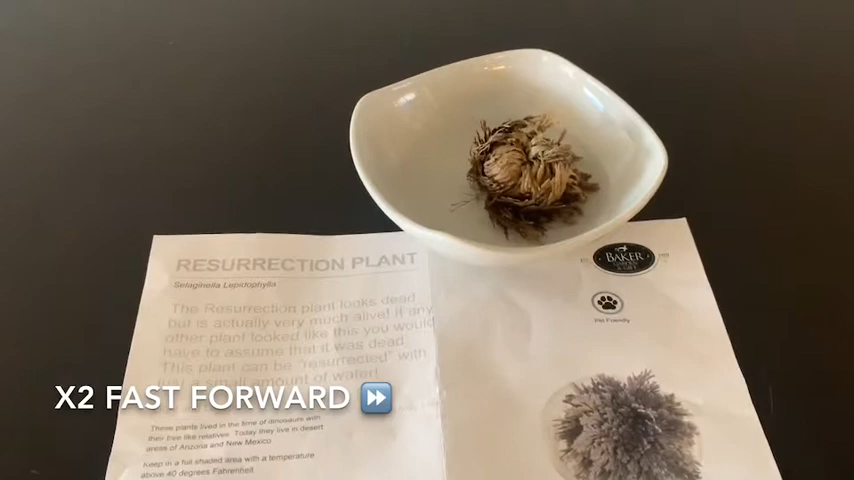 RESURRECTION PLANT
Selaginella Lepidophylla
The Resurrection plant looks dead
but is actually very much alive! If any
other plant looked like this you would
have to assume that it was dead.
This plant can be "resurrected" with
small amount of water!
These plants lived in the time of dinosaurs with
their tree like relatives. Today they live in desert
areas of Arizona and New Mexico
Keep in a full shaded area with a temperature
above 40 degrees Fahrenheit
BAKER
Pet Friendly
X2 FAST FORWARD